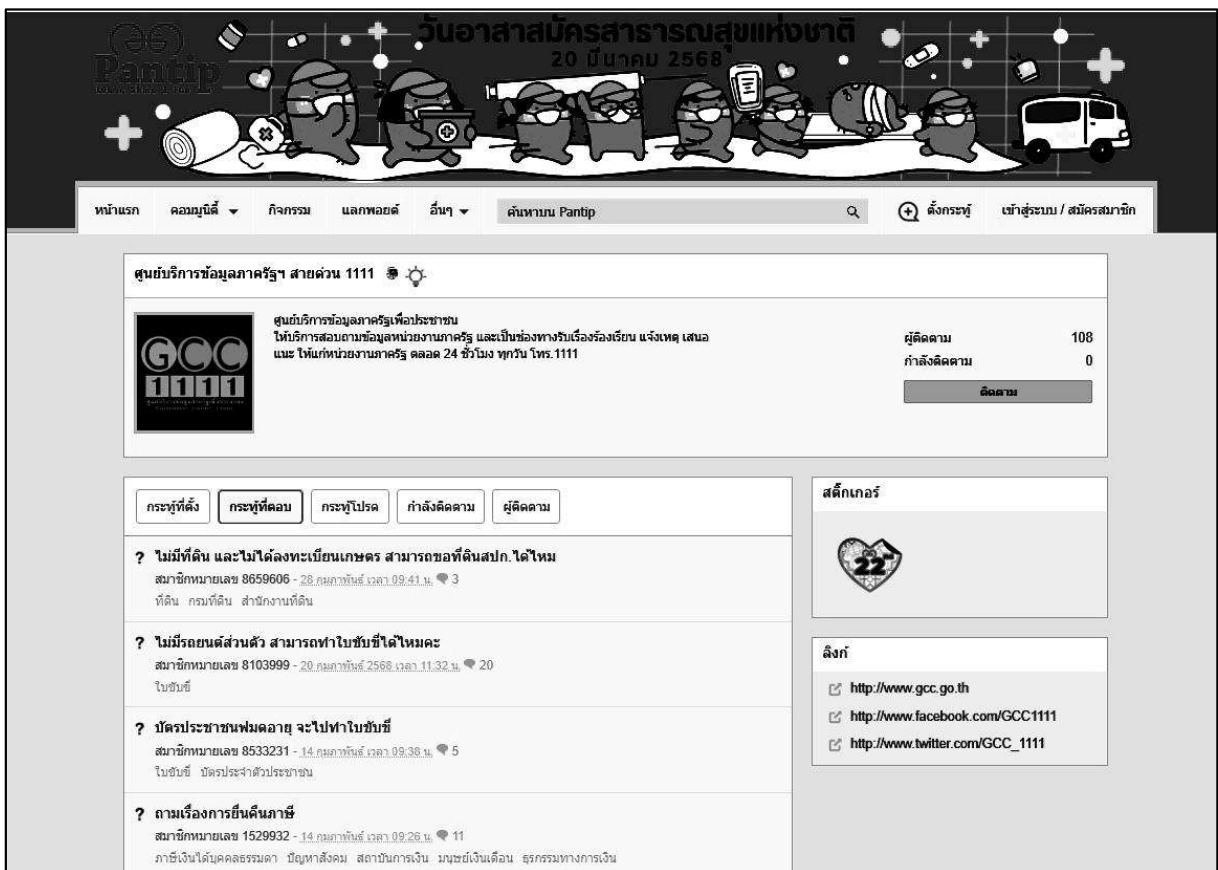 วันอาสาสมัครสาธารณสุขแห่งชาติ
20 มีนาคม 2568
Pantip
Learn Share & Fun
หน้าแรก คอมมูนิตี้ กิจกรรม แลกพอยต์ อื่นๆ ค้นหาบน Pantip ตั้งกระทู้ เข้าสู่ระบบ / สมัครสมาชิก
ศูนย์บริการข้อมูลภาครัฐฯ สายด่วน 1111
GCC
1111
ศูนย์บริการข้อมูลภาครัฐเพื่อประชาชน
ให้บริการสอบถามข้อมูลหน่วยงานภาครัฐ และเป็นช่องทางรับเรื่องร้องเรียน แจ้งเหตุ เสนอ
แนะ ให้แก่หน่วยงานภาครัฐ ตลอด 24 ชั่วโมง ทุกวัน โทร.1111
ผู้ติดตาม 108
กำลังติดตาม 0
ติดตาม
กระทู้ที่ตั้ง กระทู้ที่ตอบ กระทู้โปรด กำลังติดตาม ผู้ติดตาม
? ไม่มีที่ดิน และไม่ได้ลงทะเบียนเกษตร สามารถขอที่ดินสปก.ได้ไหม
สมาชิกหมายเลข 8659606 - 28 กุมภาพันธ์ เวลา 09:41 น. 3
ที่ดิน กรมที่ดิน สำนักงานที่ดิน
? ไม่มีรถยนต์ส่วนตัว สามารถทำใบขับขี่ได้ไหมคะ
สมาชิกหมายเลข 8103999 - 20 กุมภาพันธ์ 2568 เวลา 11:32 น. 20
ใบขับขี่
? บัตรประชาชนฟมดอายุ จะไปทำใบขับขี่
สมาชิกหมายเลข 8533231 - 14 กุมภาพันธ์ เวลา 09:38 น. 5
ใบขับขี่ บัตรประจำตัวประชาชน
? ถามเรื่องการยื่นคืนภาษี
สมาชิกหมายเลข 1529932 - 14 กุมภาพันธ์ เวลา 09:26 น. 11
ภาษีเงินได้บุคคลธรรมดา ปัญหาสังคม สถาบันการเงิน มนุษย์เงินเดือน ธุรกรรมทางการเงิน
สติ๊กเกอร์
22
ลิงก์
http://www.gcc.go.th
http://www.facebook.com/GCC1111
http://www.twitter.com/GCC_1111